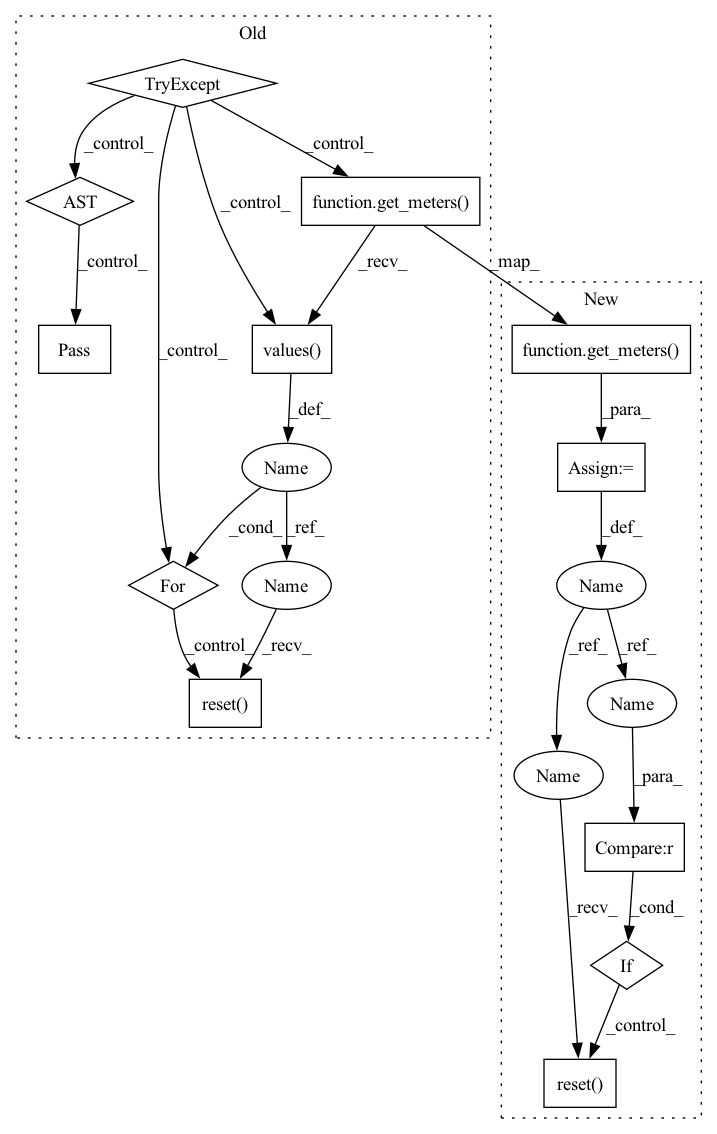 Old
TryExcept
_control_
_control_
_control_
AST
_control_
function.get_meters()
_control_
_recv_
_map_
New
Pass
_control_
values()
function.get_meters()
_def_
_para_
Name
Assign:=
_cond_
_ref_
_def_
For
Name
Name
_control_
_recv_
_ref_
_ref_
reset()
Name
Name
_para_
Compare:r
_recv_
_cond_
If
_control_
reset()